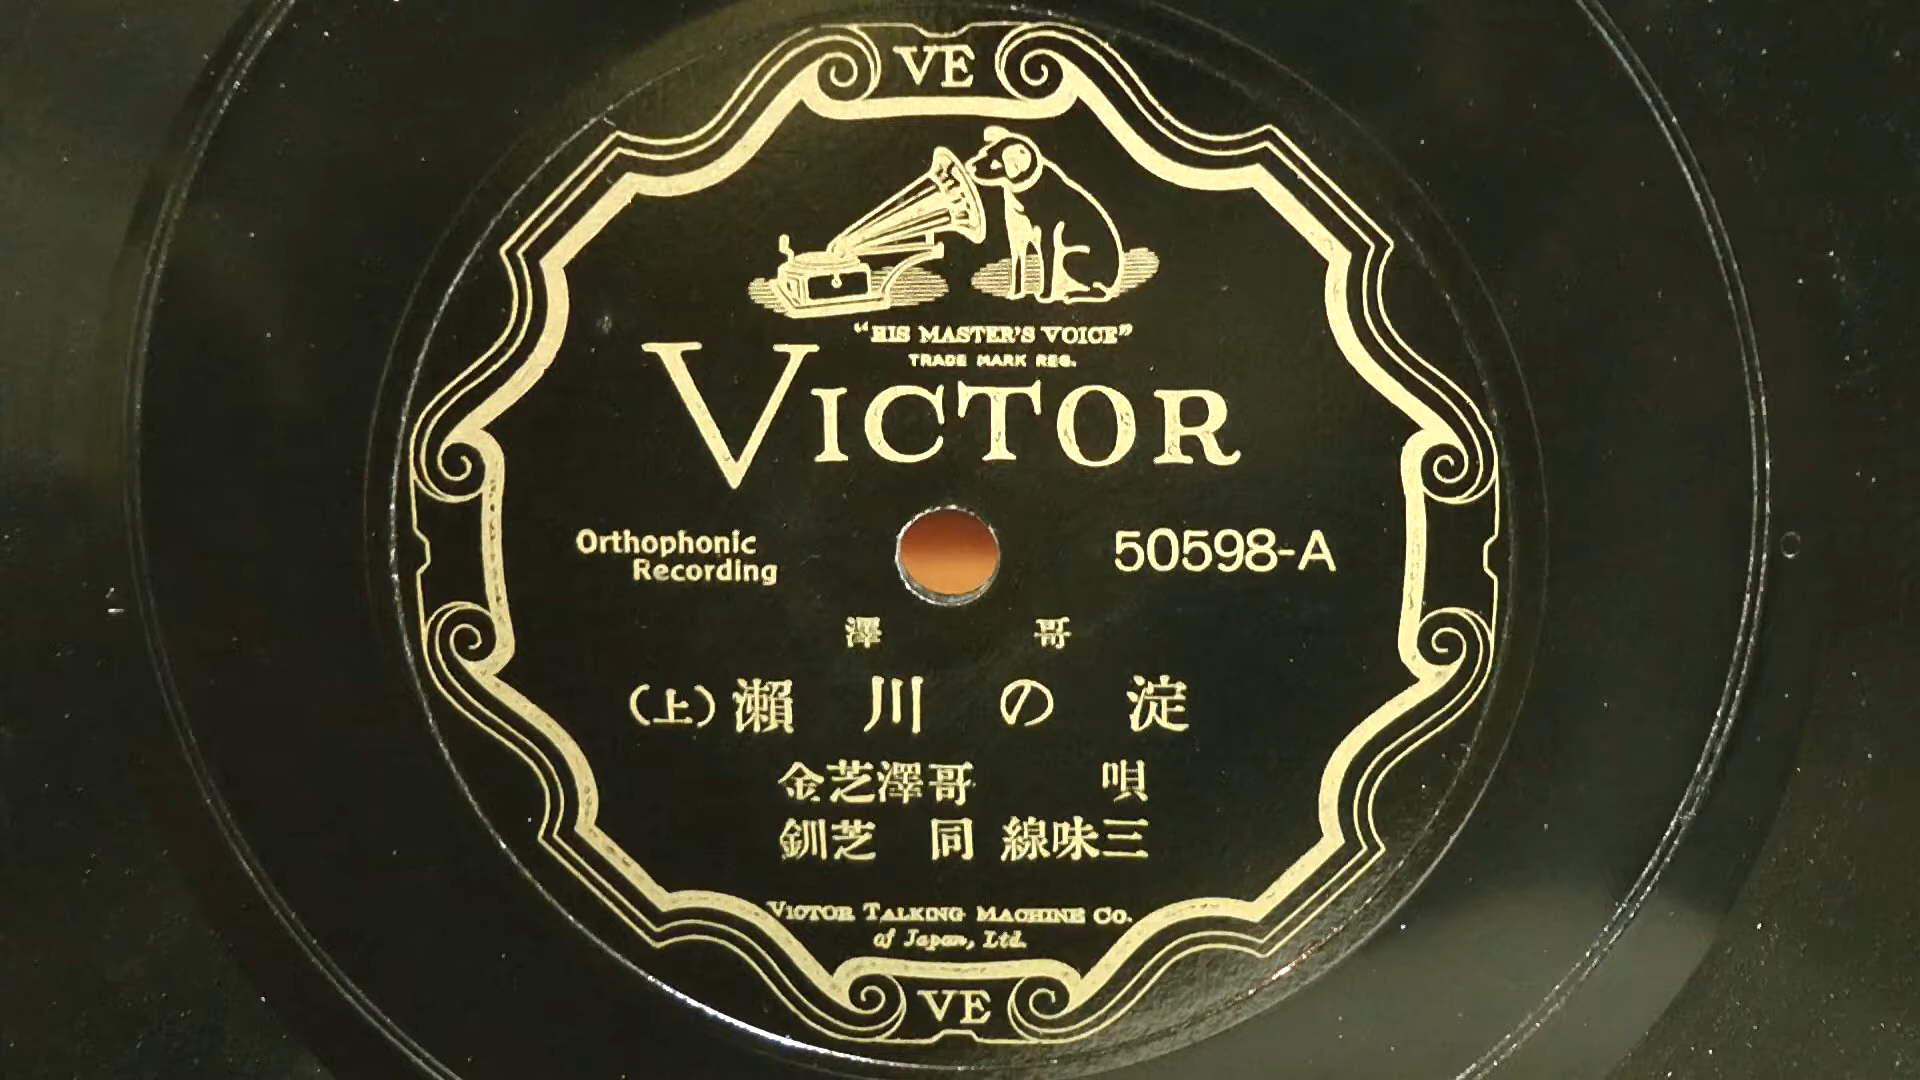 VE
"HIS MASTER'S VOICE"
TRADE MARK REG.
VICTOR
Orthophonic
Recording
50598-A
哥澤
淀の川瀬(上)
唄 哥澤芝金
三味線 同 芝釧
VICTOR TALKING MACHINE CO.
of Japan, Ltd.
VE